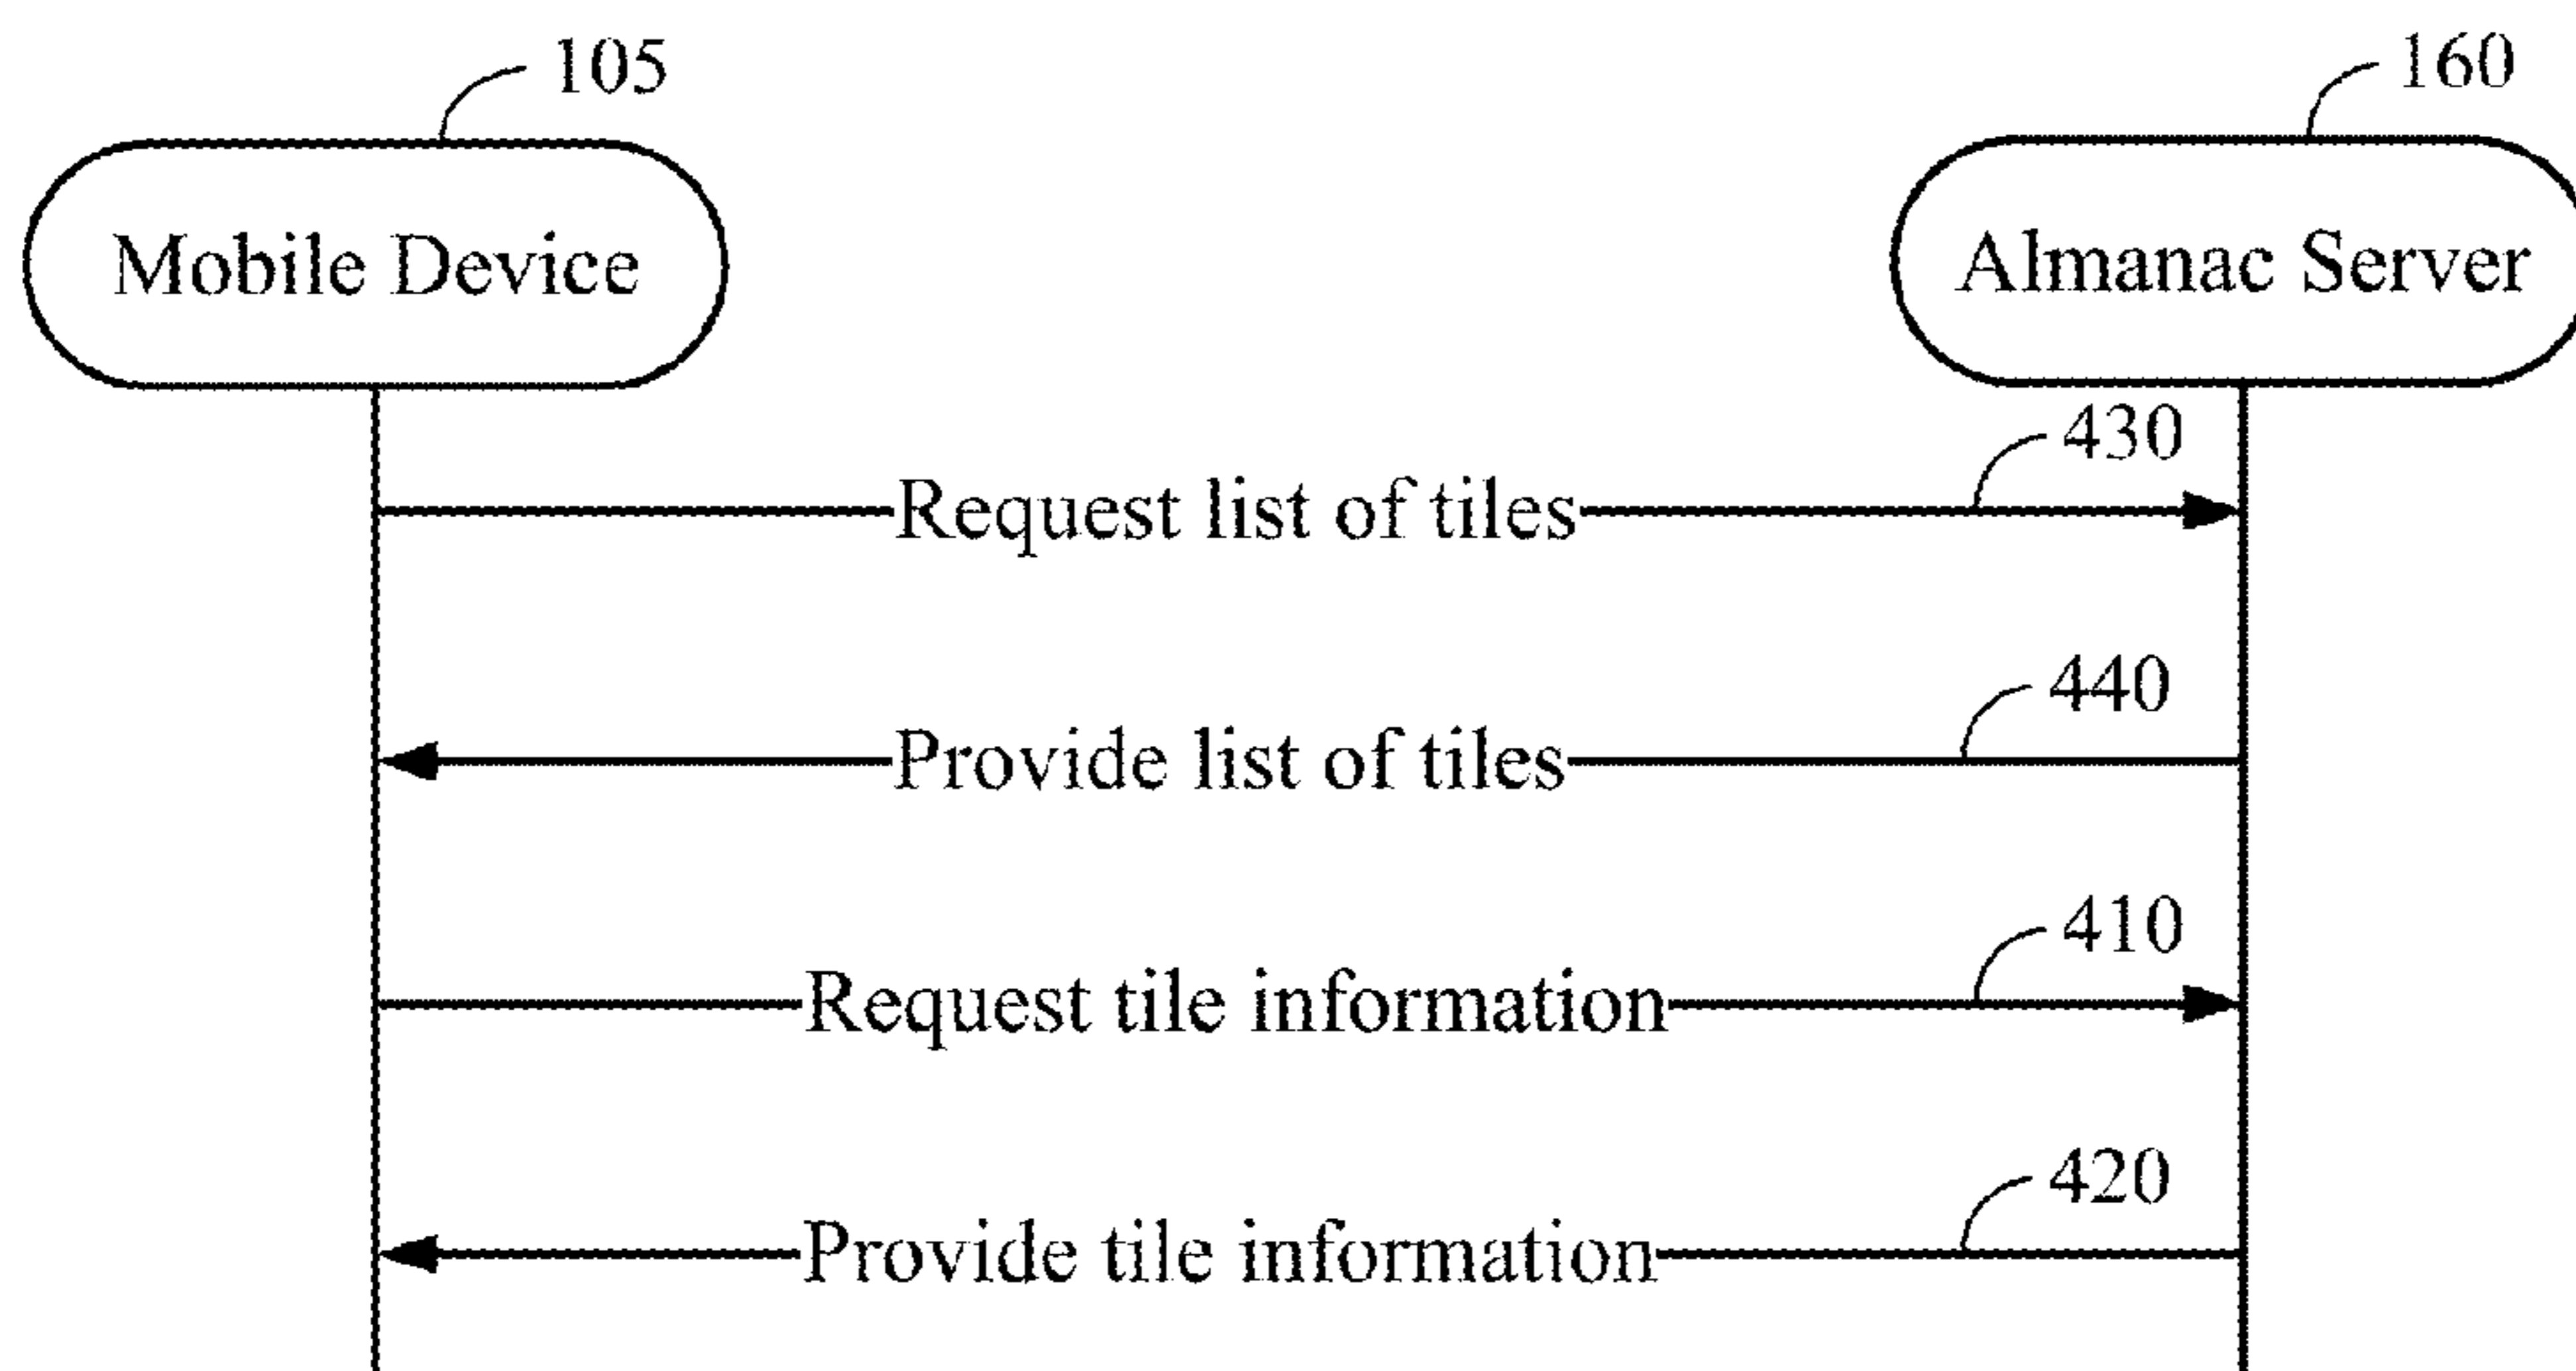 105
160
Mobile Device
Almanac Server
430
Request list of tiles
440
Provide list of tiles
410
Request tile information
420
Provide tile information